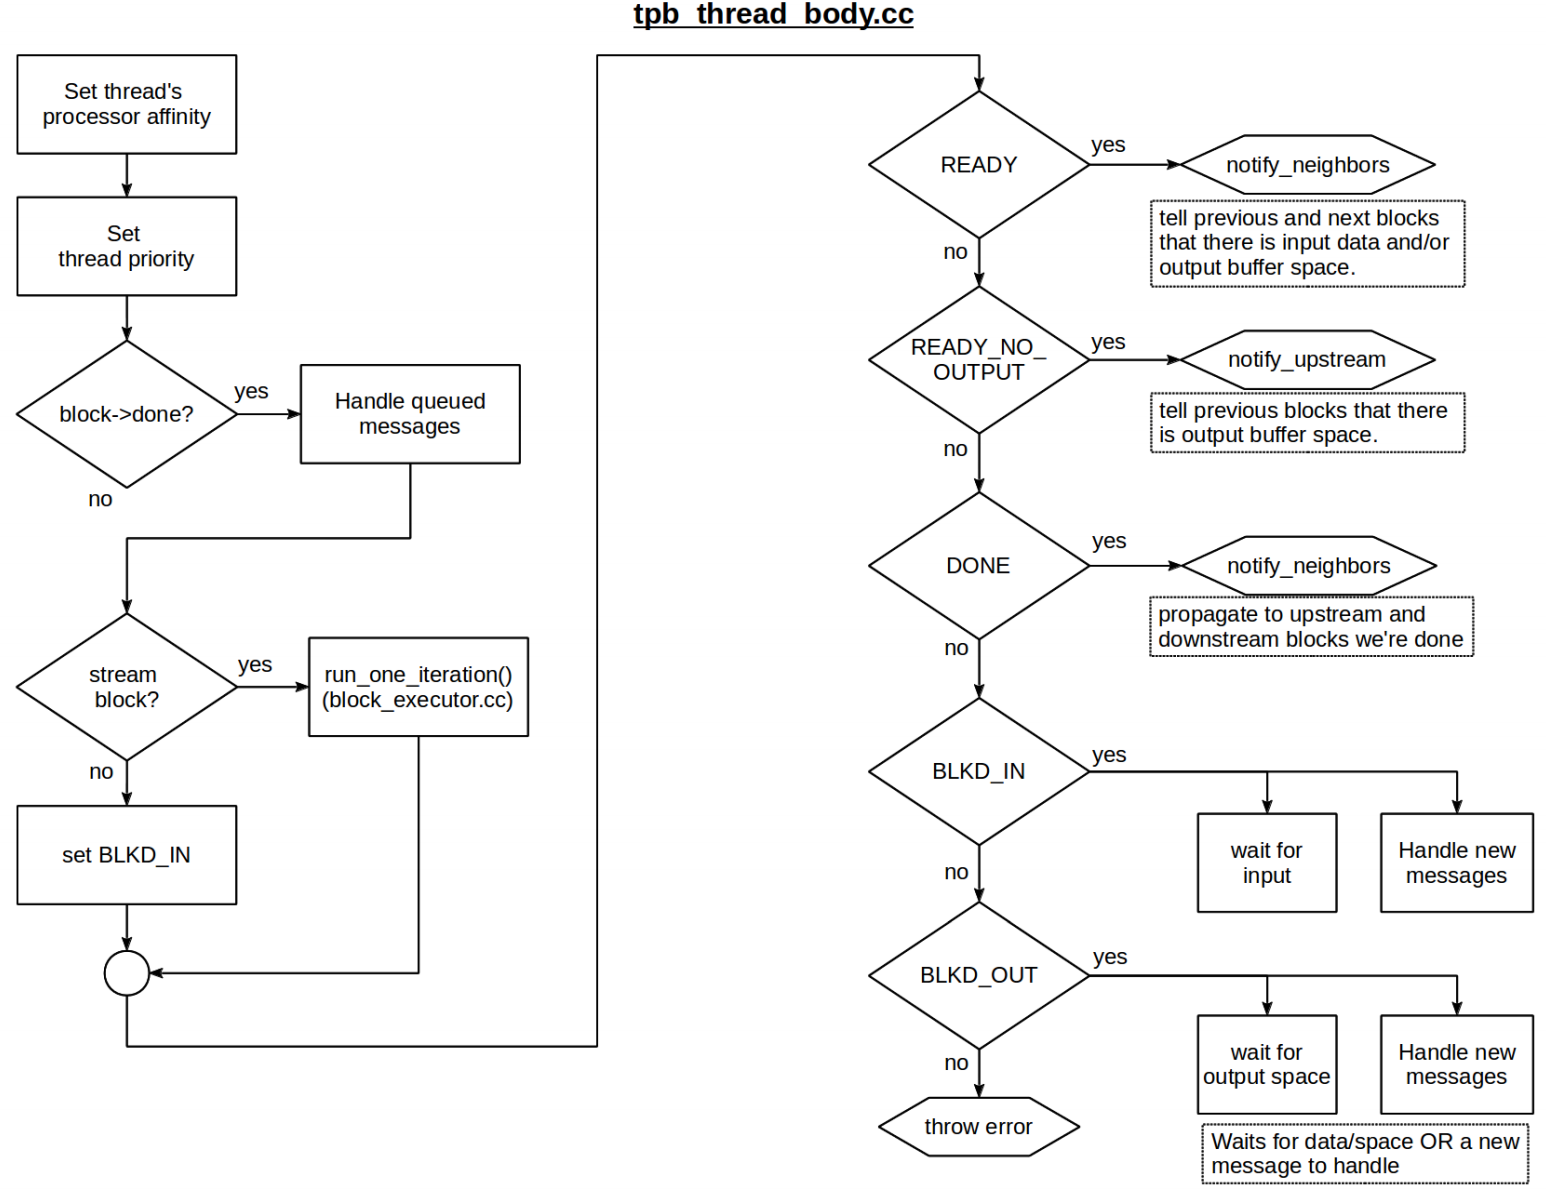 tpb_thread_body.cc
Set thread's
processor affinity
Set
thread priority
block->done?
yes
no
Handle queued
messages
stream
block?
yes
no
run_one_iteration()
(block_executor.cc)
set BLKD_IN
READY
yes
no
notify_neighbors
tell previous and next blocks
that there is input data and/or
output buffer space.
READY_NO_
OUTPUT
yes
no
notify_upstream
tell previous blocks that there
is output buffer space.
DONE
yes
no
notify_neighbors
propagate to upstream and
downstream blocks we're done
BLKD_IN
yes
no
wait for
input
Handle new
messages
BLKD_OUT
yes
no
wait for
output space
Handle new
messages
throw error
Waits for data/space OR a new
message to handle